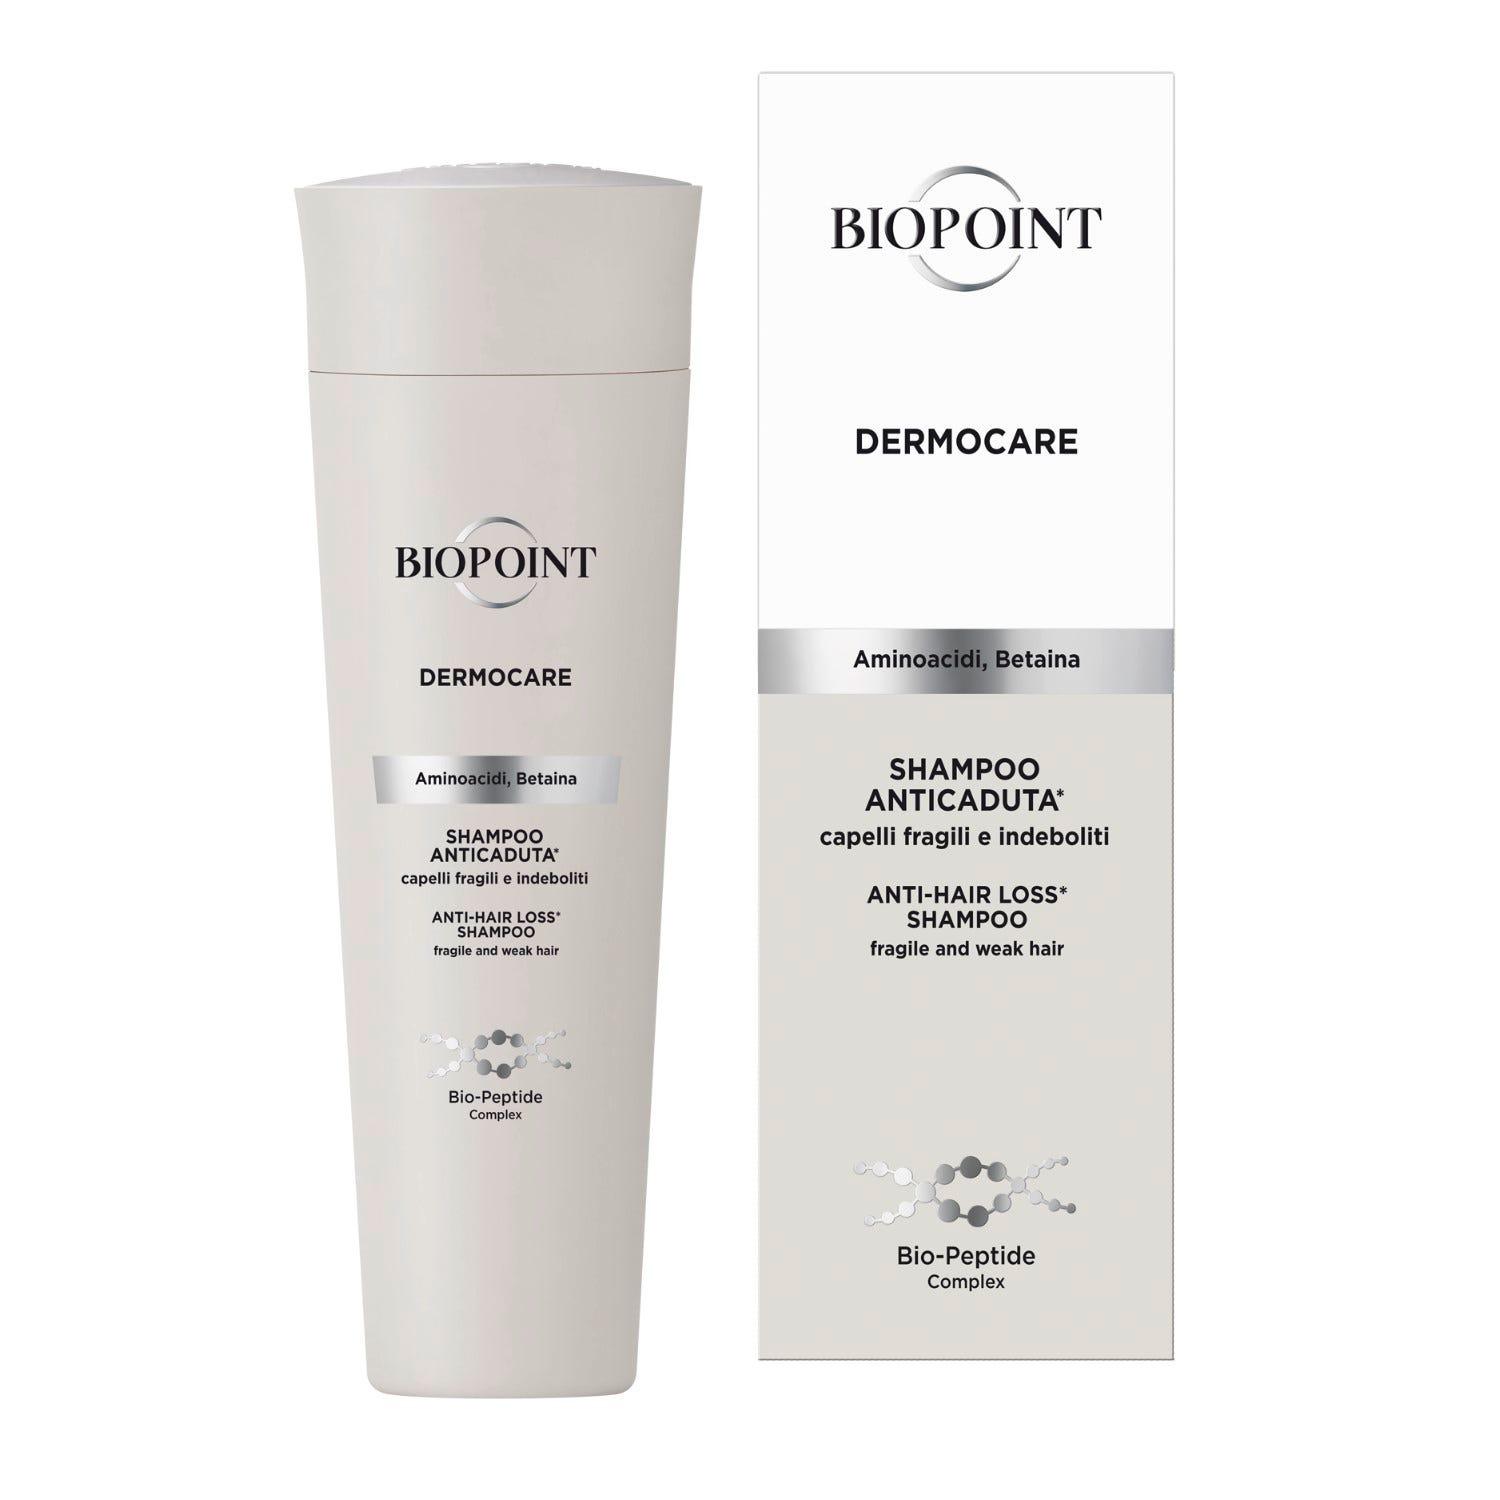 BIOPOINT
DERMOCARE
Aminoacidi, Betaina
SHAMPOO
ANTICADUTA*
capelli fragili e indeboliti
ANTI-HAIR LOSS*
SHAMPOO
fragile and weak hair
Bio-Peptide
Complex
BIOPOINT
DERMOCARE
Aminoacidi, Betaina
SHAMPOO
ANTICADUTA*
capelli fragili e indeboliti
ANTI-HAIR LOSS*
SHAMPOO
fragile and weak hair
Bio-Peptide
Complex